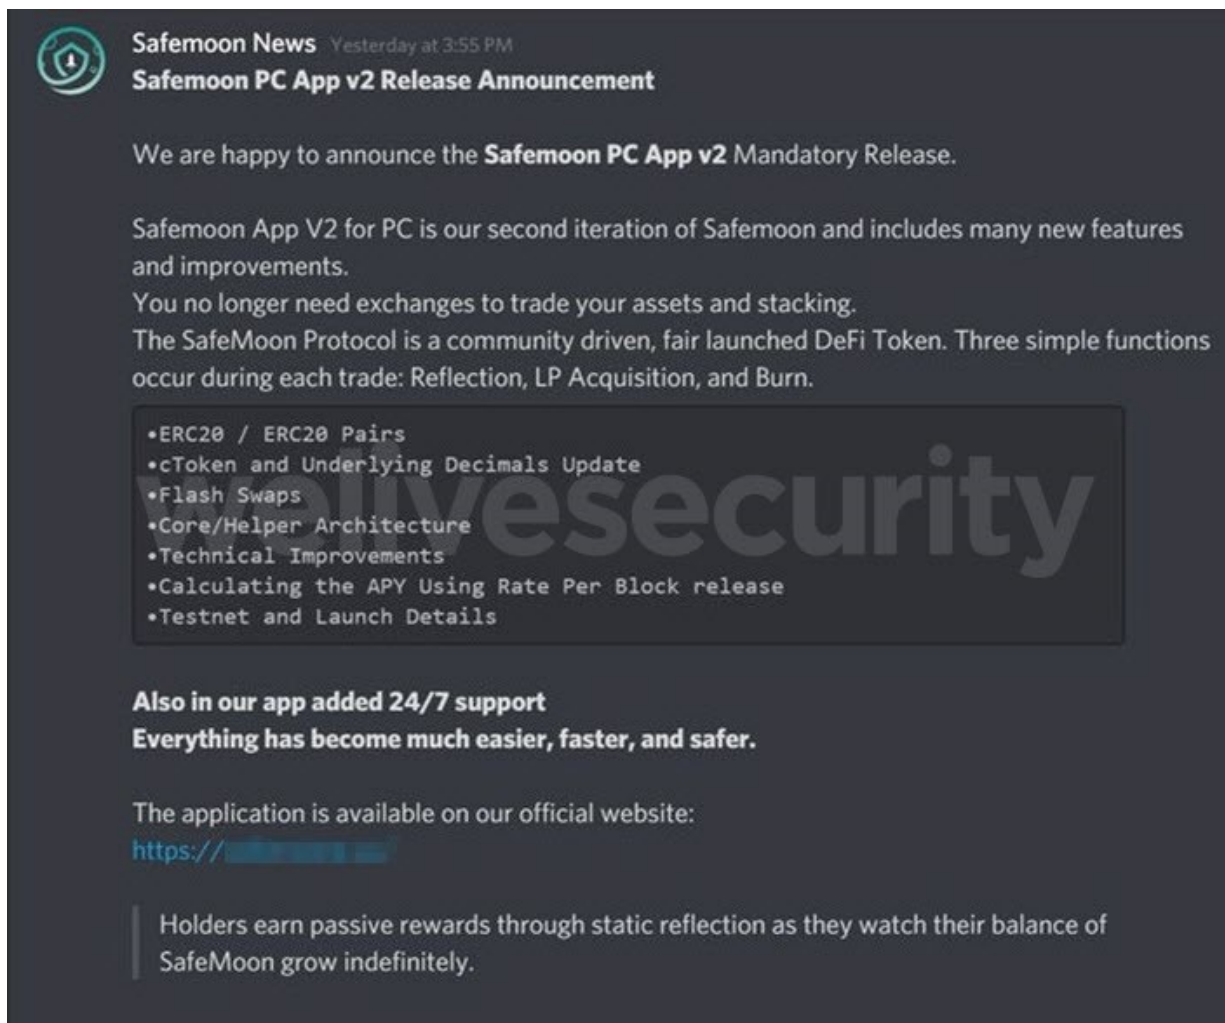 Safemoon News Yesterday at 3:55 PM
Safemoon PC App v2 Release Announcement
We are happy to announce the Safemoon PC App v2 Mandatory Release.
Safemoon App V2 for PC is our second iteration of Safemoon and includes many new features
and improvements.
You no longer need exchanges to trade your assets and stacking.
The SafeMoon Protocol is a community driven, fair launched DeFi Token. Three simple functions
occur during each trade: Reflection, LP Acquisition, and Burn.
•ERC20 / ERC20 Pairs
•cToken and Underlying Decimals Update
•Flash Swaps
welivesecurity
•Core/Helper Architecture
•Technical Improvements
•Calculating the APY Using Rate Per Block release
•Testnet and Launch Details
Also in our app added 24/7 support
Everything has become much easier, faster, and safer.
The application is available on our official website:
https://
Holders earn passive rewards through static reflection as they watch their balance of
SafeMoon grow indefinitely.